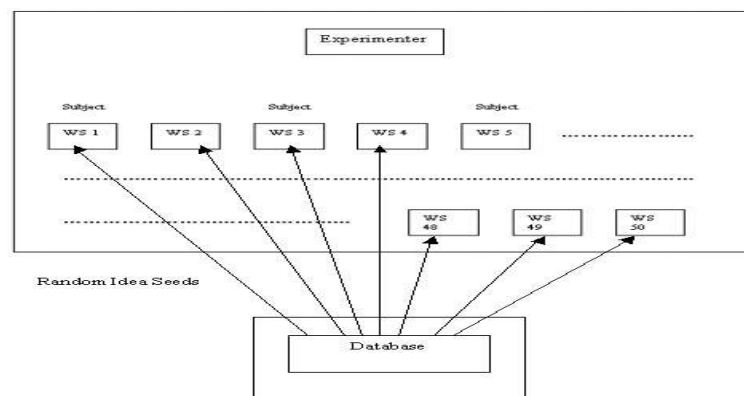 Experimenter
Subject Subject Subject
WS 1 WS 2 WS 3 WS 4 WS 5
WS WS WS
48 49 50
Random Idea Seeds
Database